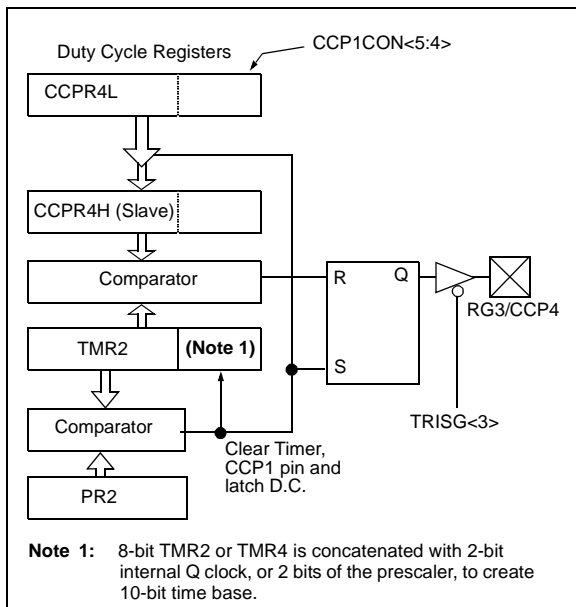 Duty Cycle Registers
CCP1CON<5:4>
CCPR4L
CCPR4H (Slave)
Comparator
R
Q
RG3/CCP4
TMR2
(Note 1)
S
TRISG<3>
Comparator
Clear Timer,
CCP1 pin and
latch D.C.
PR2
Note 1: 8-bit TMR2 or TMR4 is concatenated with 2-bit
internal Q clock, or 2 bits of the prescaler, to create
10-bit time base.